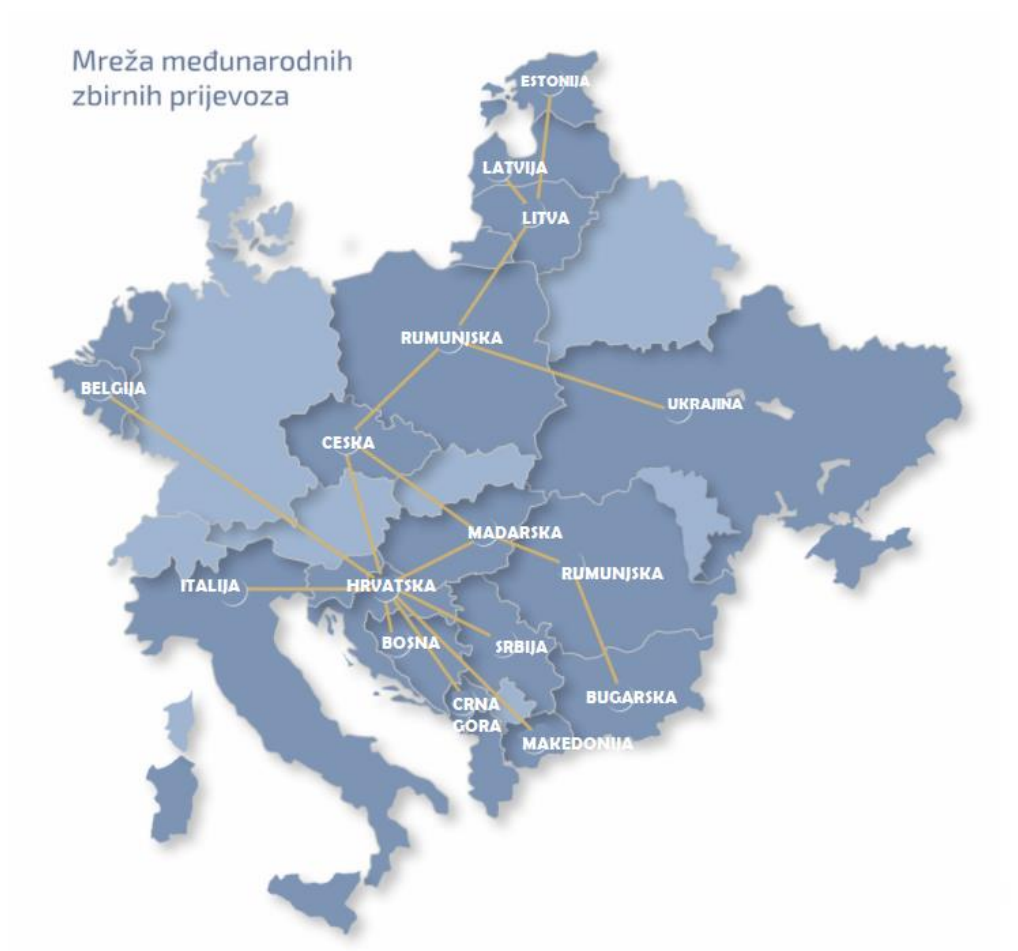 Mreža međunarodnih
zbirnih prijevoza
ESTONIJA
LATVIJA
LITVA
RUMUNJSKA
BELGIJA
UKRAJINA
CESKA
MADARSKA
RUMUNJSKA
ITALIJA
HRVATSKA
BOSNA
SRBIJA
BUGARSKA
CRNA
GORA
MAKEDONIJA